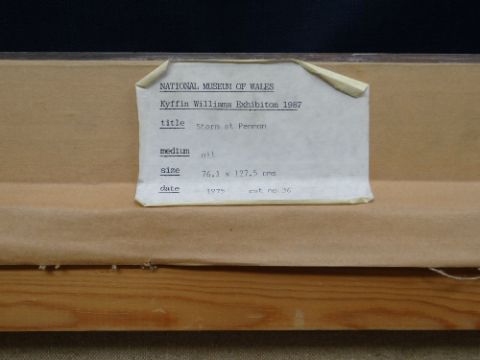 NATIONAL MUSEUM OF WALES
Kyffin Williams Exhibiton 1987
title Storm at Penmon
medium oil
size 76.1 x 127.5 cms
date 1975 cat no 36